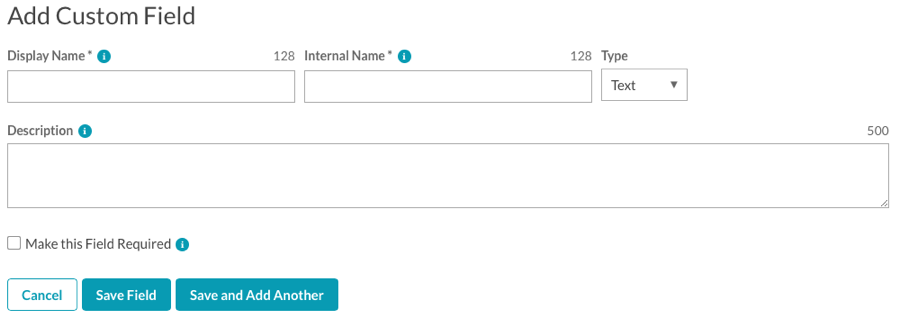 Add Custom Field
Display Name * i 128 Internal Name * i 128 Type
Text
Description i 500
Make this Field Required i
Cancel Save Field Save and Add Another